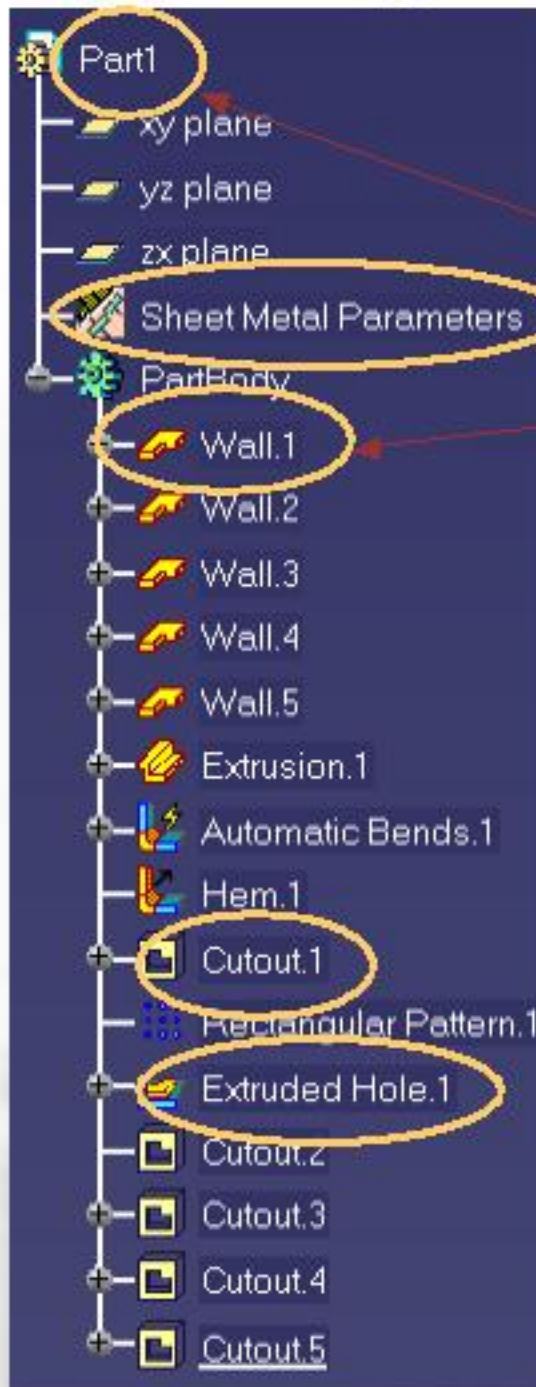 Part1
xy plane
yz plane
zx plane
Sheet Metal Parameters
PartBody
Wall.1
Wall.2
Wall.3
Wall.4
Wall.5
Extrusion.1
Automatic Bends.1
Hem.1
Cutout.1
Rectangular Pattern.1
Extruded Hole.1
Cutout.2
Cutout.3
Cutout.4
Cutout.5